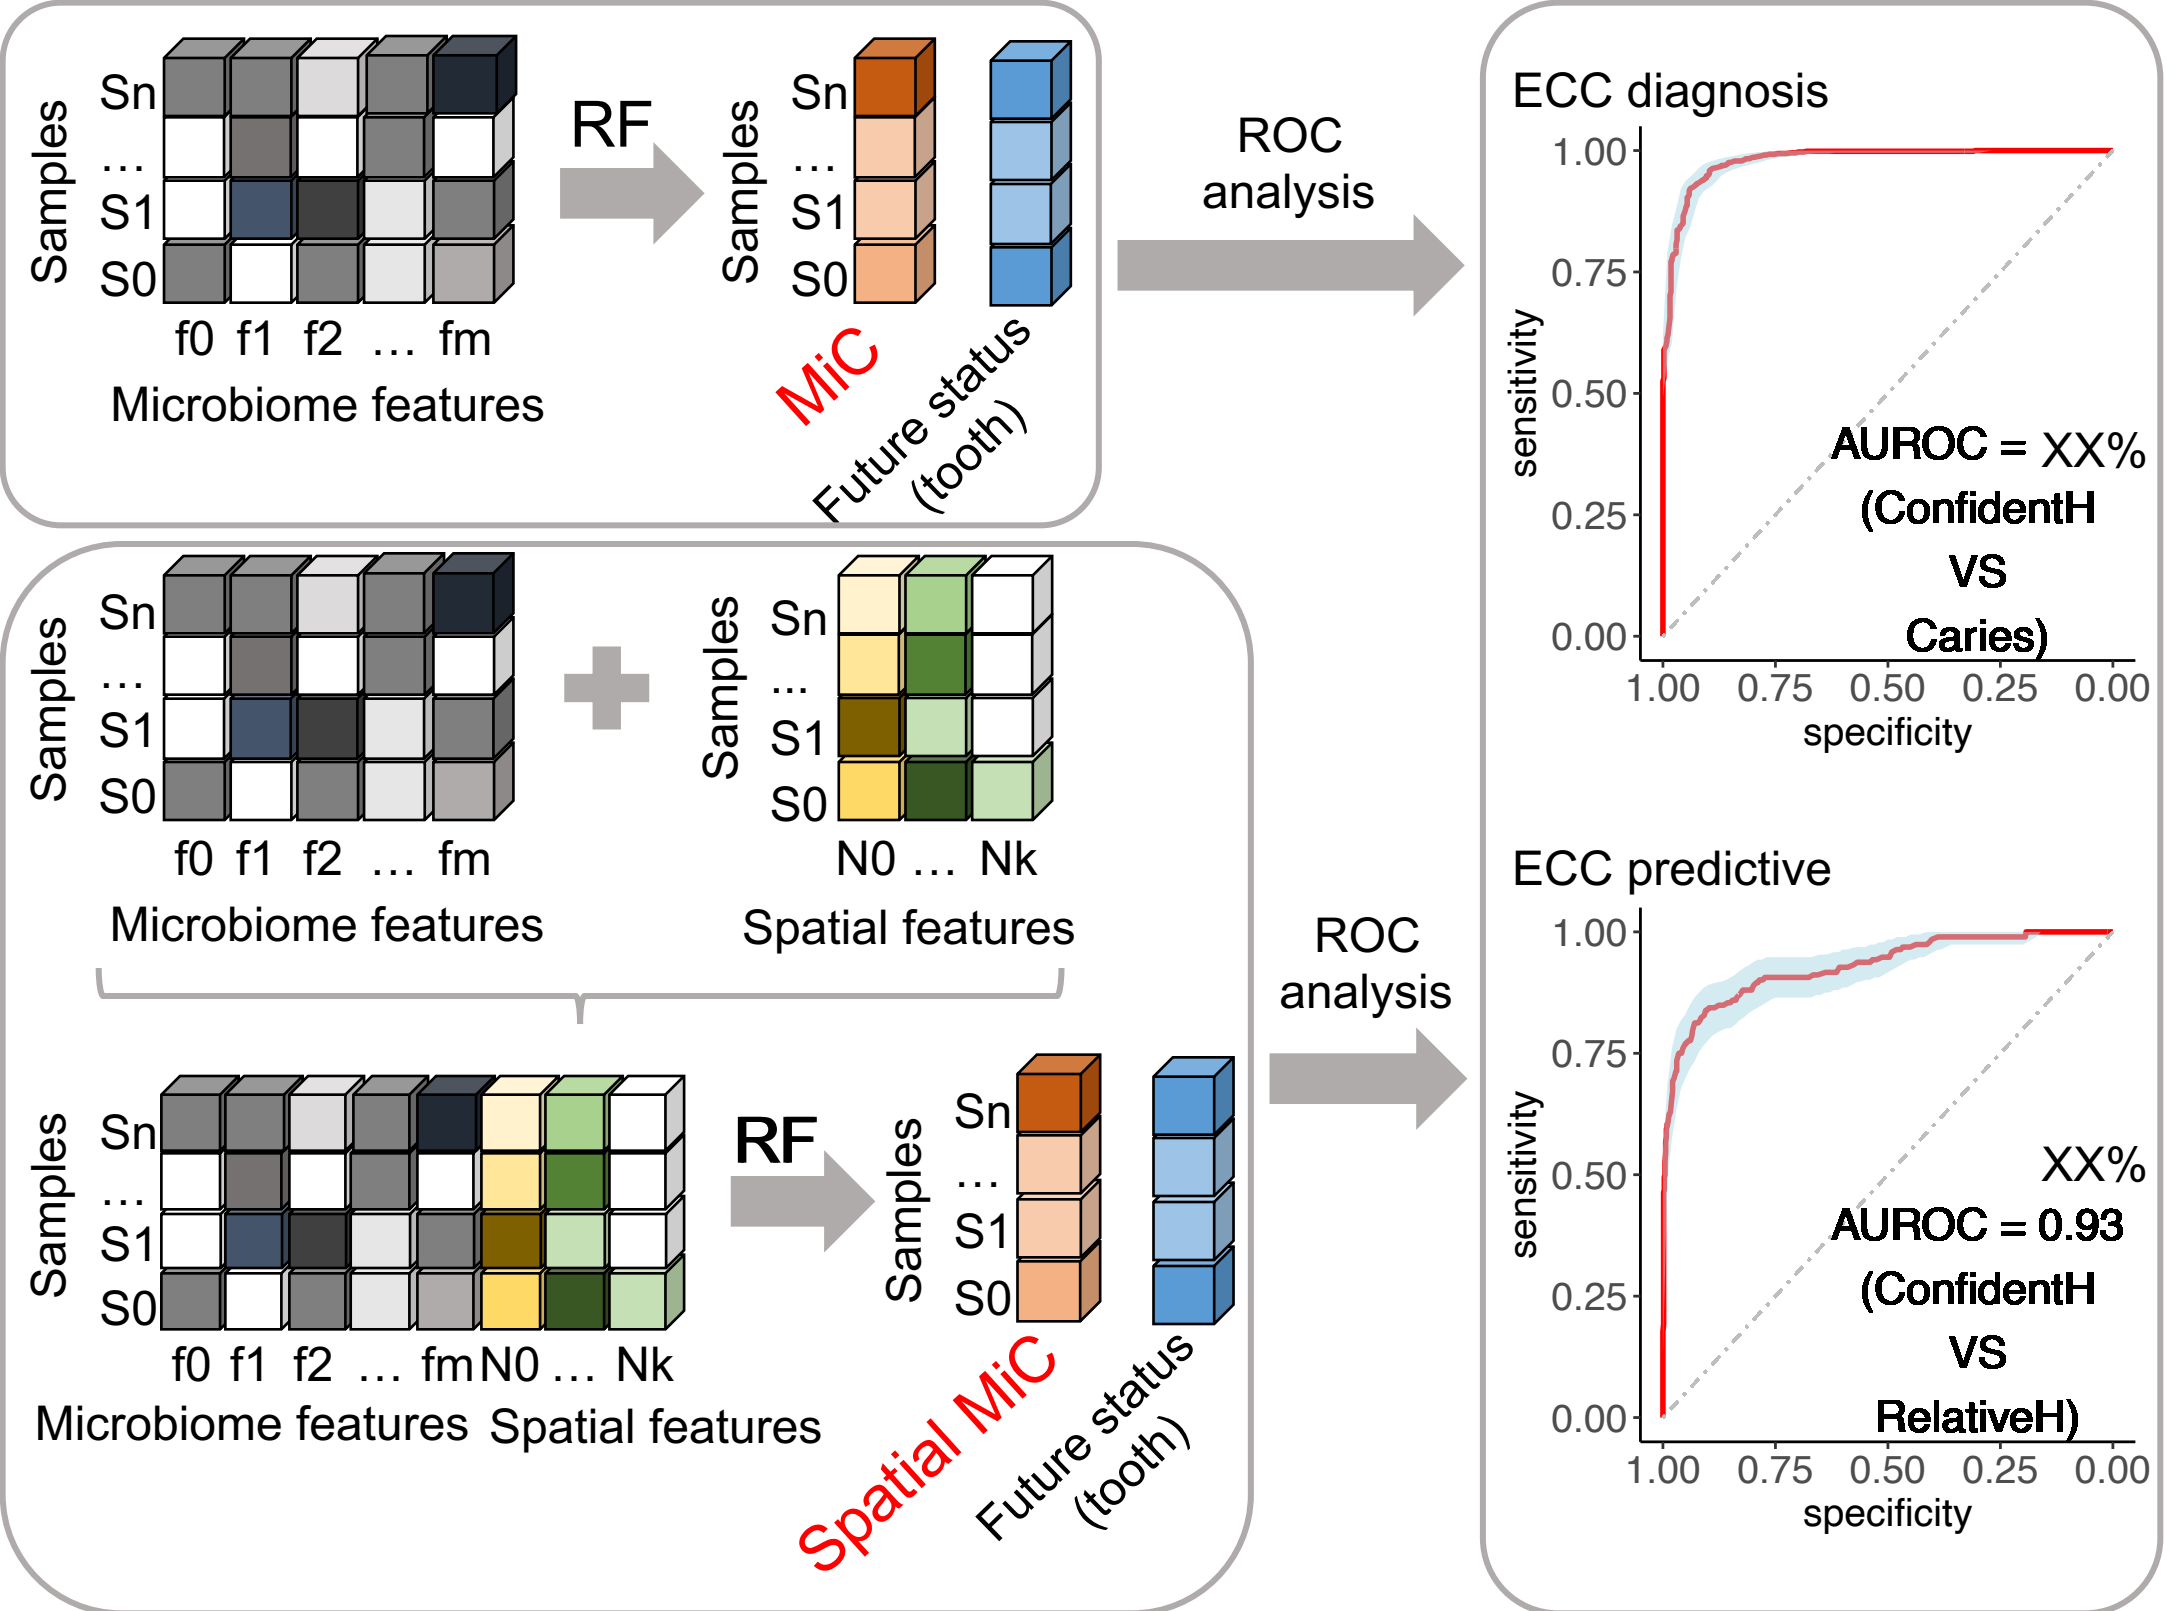 Samples
Sn
...
S1
S0
f0 f1 f2 ... fm
Microbiome features
RF
Samples
Sn
...
S1
S0
MiC
Future status
(tooth)
ROC
analysis
ECC diagnosis
sensitivity
1.00
0.75
0.50
0.25
0.00
AUROC = XX%
(ConfidentH
VS
Caries)
1.00 0.75 0.50 0.25 0.00
specificity
Samples
Sn
...
S1
S0
f0 f1 f2 ... fm
Microbiome features
Samples
Sn
...
S1
S0
N0 ... Nk
Spatial features
Samples
Sn
...
S1
S0
f0 f1 f2 ... fm N0 ... Nk
Microbiome features Spatial features
RF
Samples
Sn
...
S1
S0
Spatial MiC
Future status
(tooth)
ROC
analysis
ECC predictive
sensitivity
1.00
0.75
0.50
0.25
0.00
XX%
AUROC = 0.93
(ConfidentH
VS
RelativeH)
1.00 0.75 0.50 0.25 0.00
specificity